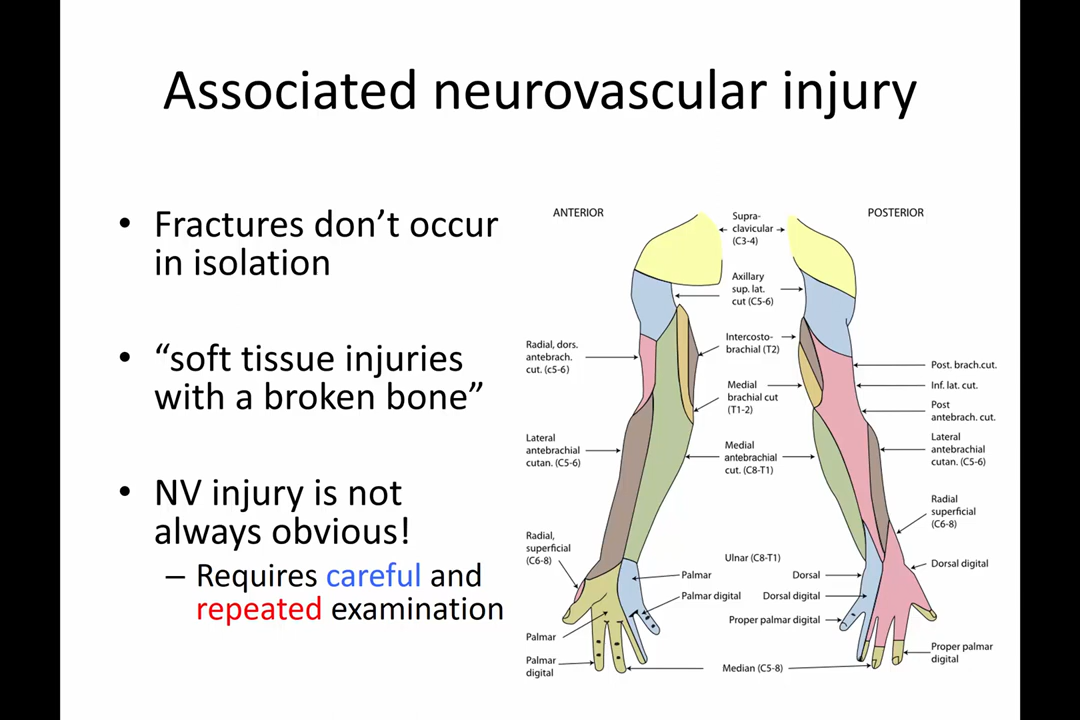 Associated neurovascular injury
• Fractures don’t occur
in isolation
• “soft tissue injuries
with a broken bone”
• NV injury is not
always obvious!
– Requires careful and
repeated examination
ANTERIOR
POSTERIOR
Supra-
clavicular
(C3-4)
Axillary
sup. lat.
cut (C5-6)
Radial, dors.
antebrach.
cut. (c5-6)
Intercosto-
brachial (T2)
Medial
brachial cut
(T1-2)
Lateral
antebrachial
cutan. (C5-6)
Medial
antebrachial
cut. (C8-T1)
Radial,
superficial
(C6-8)
Ulnar (C8-T1)
Palmar
Palmar digital
Dorsal
Dorsal digital
Proper palmar digital
Palmar
Palmar
digital
Median (C5-8)
Post. brach.cut.
Inf. lat. cut.
Post
antebrach. cut.
Lateral
antebrachial
cutan. (C5-6)
Radial
superficial
(C6-8)
Dorsal digital
Proper palmar
digital